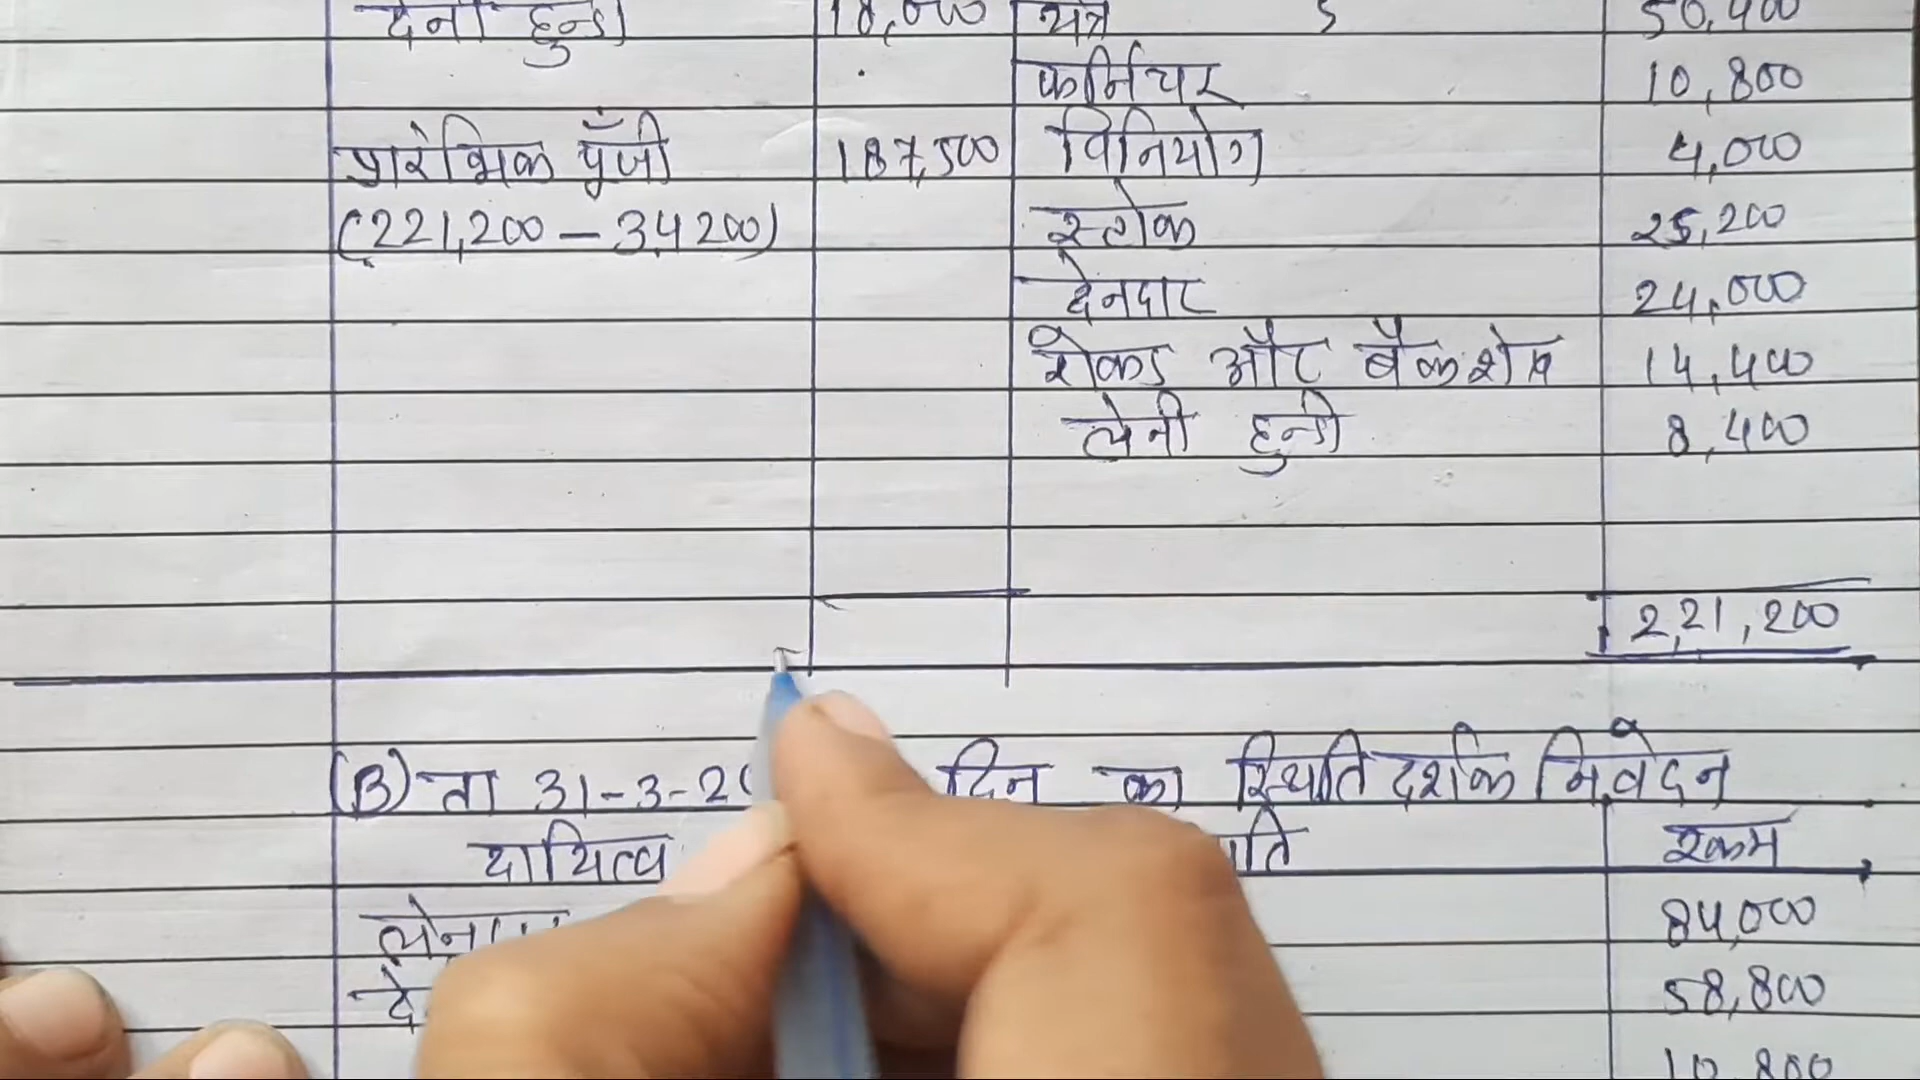 देनी हुन्डी 18,000 यंत्र 50,400
फर्निचर 10,800
प्रारंभिक पूँजी 187,500 विनियोग 4,000
(221,200 – 34200) स्टोक 25,200
देनदार 24,000
रोकड और बैंक शेष 14,400
लेनी हुन्डी 8,400
2,21,200
(B) ता 31-3-20 दिन का स्थिति दर्शक निवेदन
दायित्व रकम
84,000
58,800
10,800